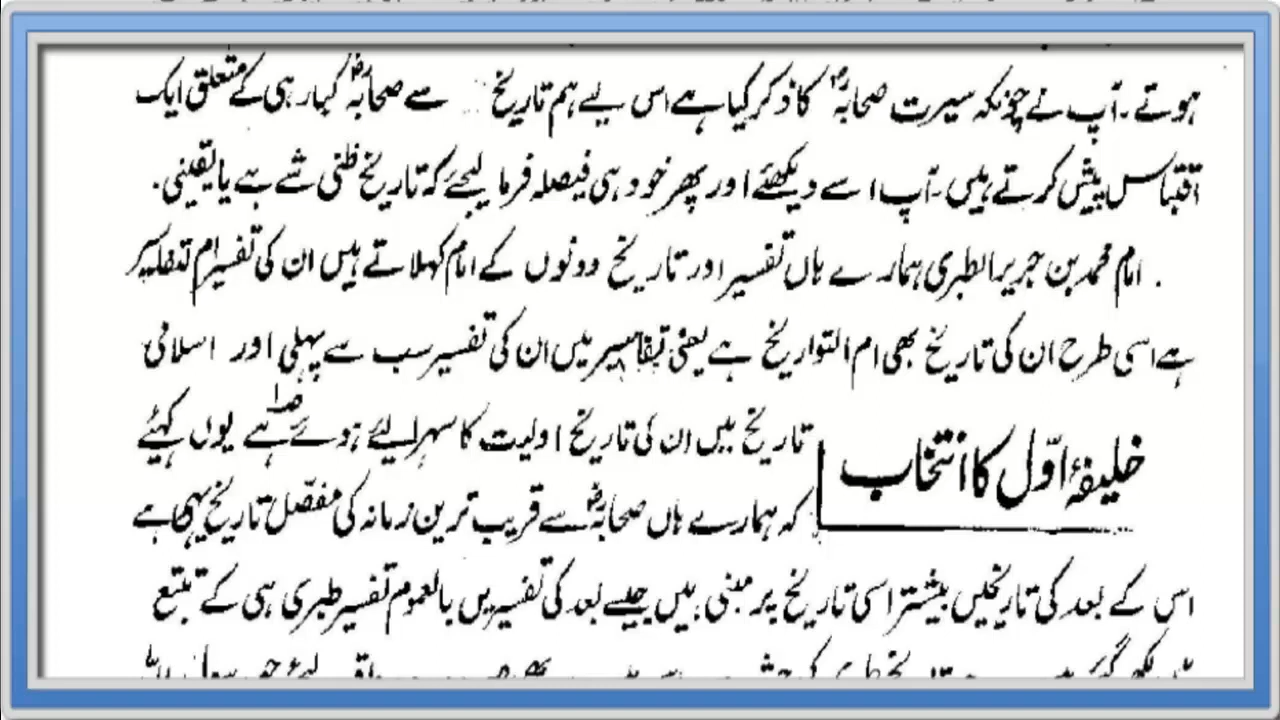 ہوتے۔ آپ نے چونکہ سیرت صحابہؓ کا ذکر کیا ہے اس لیے ہم تاریخ سے صحابہؓ کبار ہی کے متعلق ایک
اقتباس پیش کرتے ہیں۔ آپ اسے دیکھئے اور پھر خود ہی فیصلہ فرما لیجئے کہ تاریخ ظنی شے ہے یا یقینی۔
امام محمد بن جریر الطبری ہمارے ہاں تفسیر اور تاریخ دونوں کے امام کہلاتے ہیں ان کی تفسیر ام تفاسیر
ہے اسی طرح ان کی تاریخ بھی ام التواریخ ہے یعنی تفاسیر میں ان کی تفسیر سب سے پہلی اور اسلامی
خلیفۂ اوّل کا انتخاب
تاریخ میں ان کی تاریخ اولیت کا سہرا لئے ہوئے ہے یوں کہئے
کہ ہمارے ہاں صحابہؓ سے قریب ترین زمانہ کی مفصّل تاریخ یہی ہے
اس کے بعد کی تاریخیں بیشتر اسی تاریخ پر مبنی ہیں جیسے بعد کی تفسیریں بالعموم تفسیر طبری ہی کے تتبع